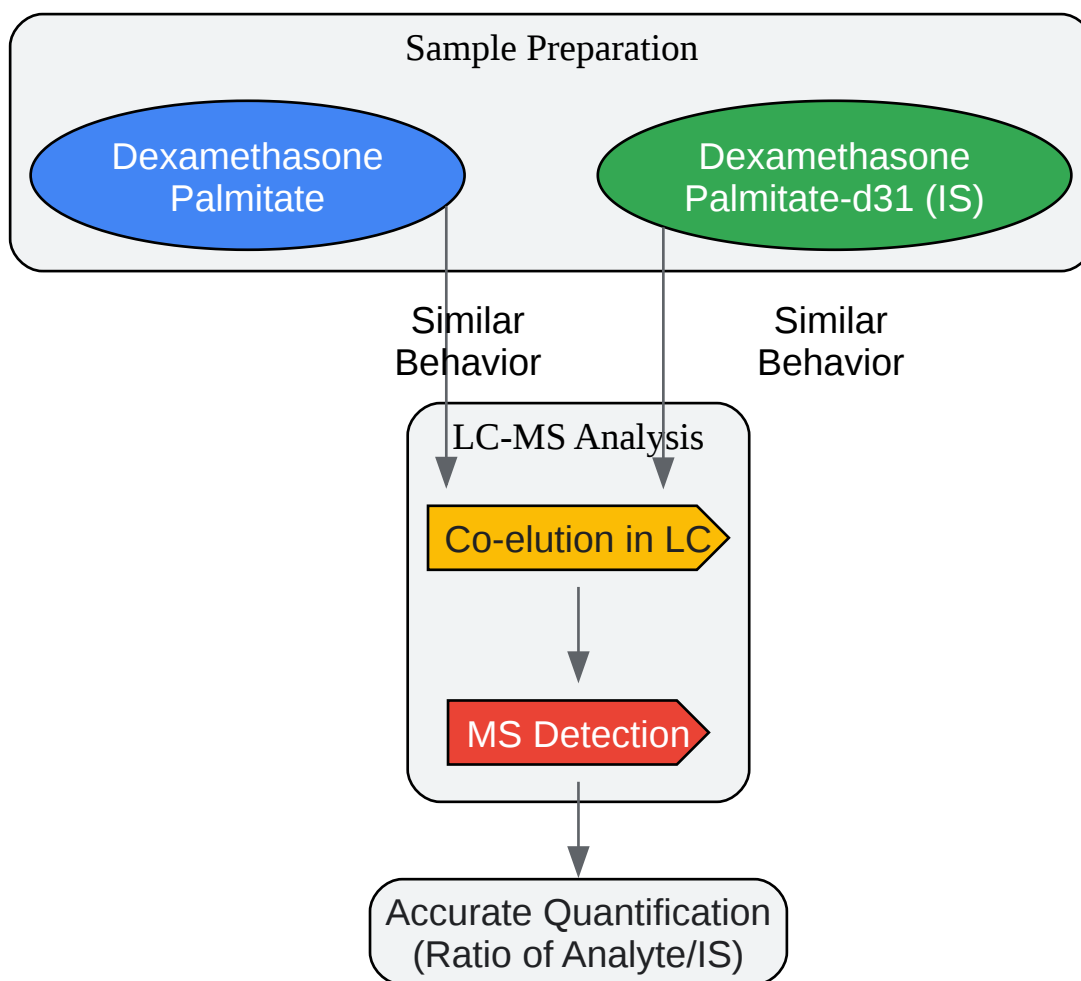 Sample Preparation
Dexamethasone
Palmitate
Dexamethasone
Palmitate-d31 (IS)
Similar
Behavior
Similar
Behavior
LC-MS Analysis
Co-elution in LC
MS Detection
Accurate Quantification
(Ratio of Analyte/IS)